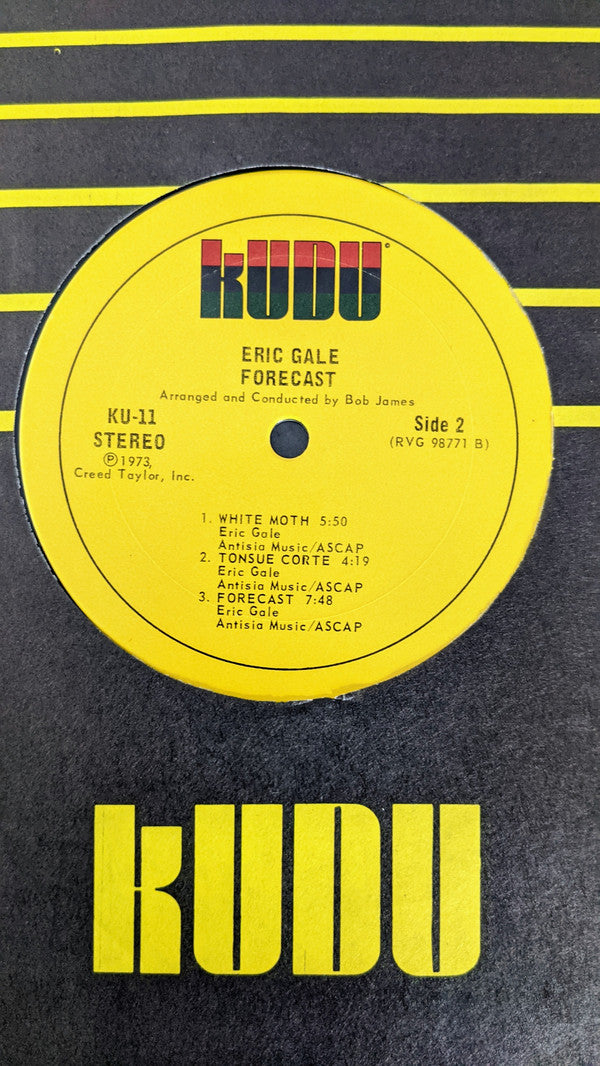 kUDU
©
ERIC GALE
FORECAST
Arranged and Conducted by Bob James
KU-11
STEREO
℗1973,
Creed Taylor, Inc.
Side 2
(RVG 98771 B)
1. WHITE MOTH 5:50
Eric Gale
Antisia Music/ASCAP
2. TONSUE CORTE 4:19
Eric Gale
Antisia Music/ASCAP
3. FORECAST 7:48
Eric Gale
Antisia Music/ASCAP
kUDU